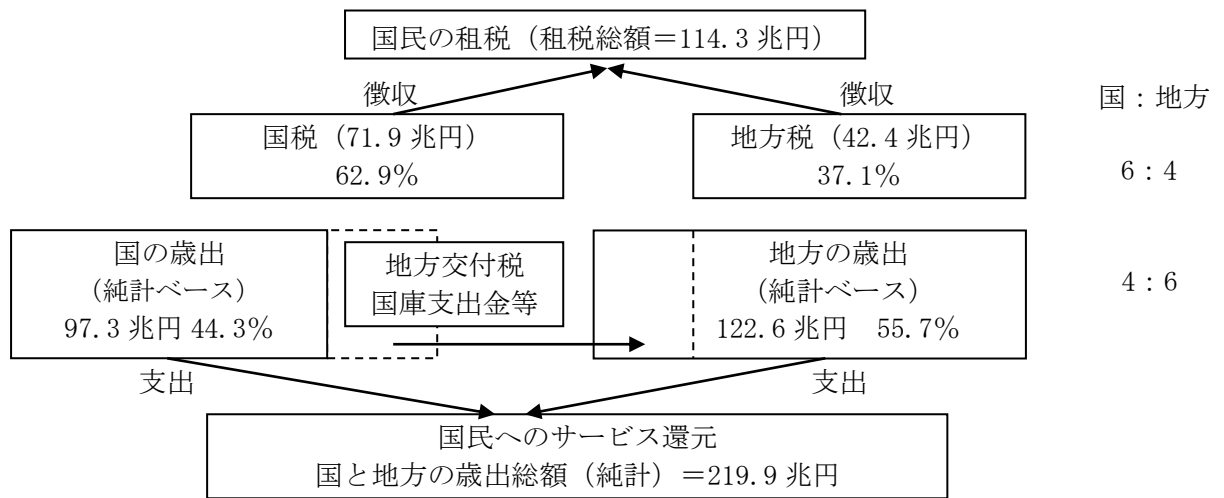 国民の租税（租税総額＝114.3 兆円）
徴収
徴収
国：地方
国税（71.9 兆円）
62.9％
地方税（42.4 兆円）
37.1％
6：4
国の歳出
（純計ベース）
97.3 兆円 44.3％
地方交付税
国庫支出金等
地方の歳出
（純計ベース）
122.6 兆円　55.7％
4：6
支出
支出
国民へのサービス還元
国と地方の歳出総額（純計）＝219.9 兆円